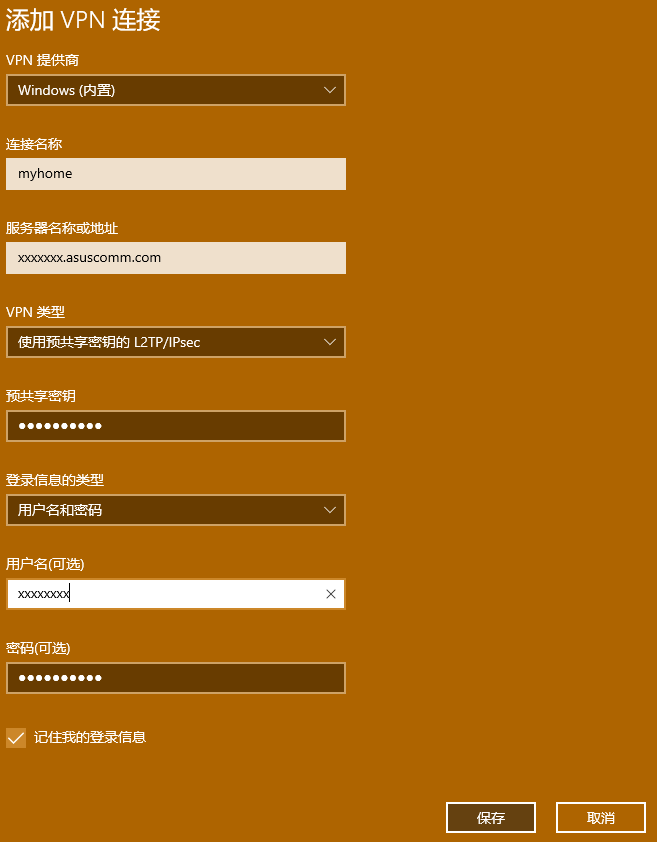 添加 VPN 连接
VPN 提供商
Windows (内置)
连接名称
myhome
服务器名称或地址
xxxxxxx.asuscomm.com
VPN 类型
使用预共享密钥的 L2TP/IPsec
预共享密钥
●●●●●●●●●●
登录信息的类型
用户名和密码
用户名(可选)
xxxxxxxx
密码(可选)
●●●●●●●●●●
记住我的登录信息
保存 取消